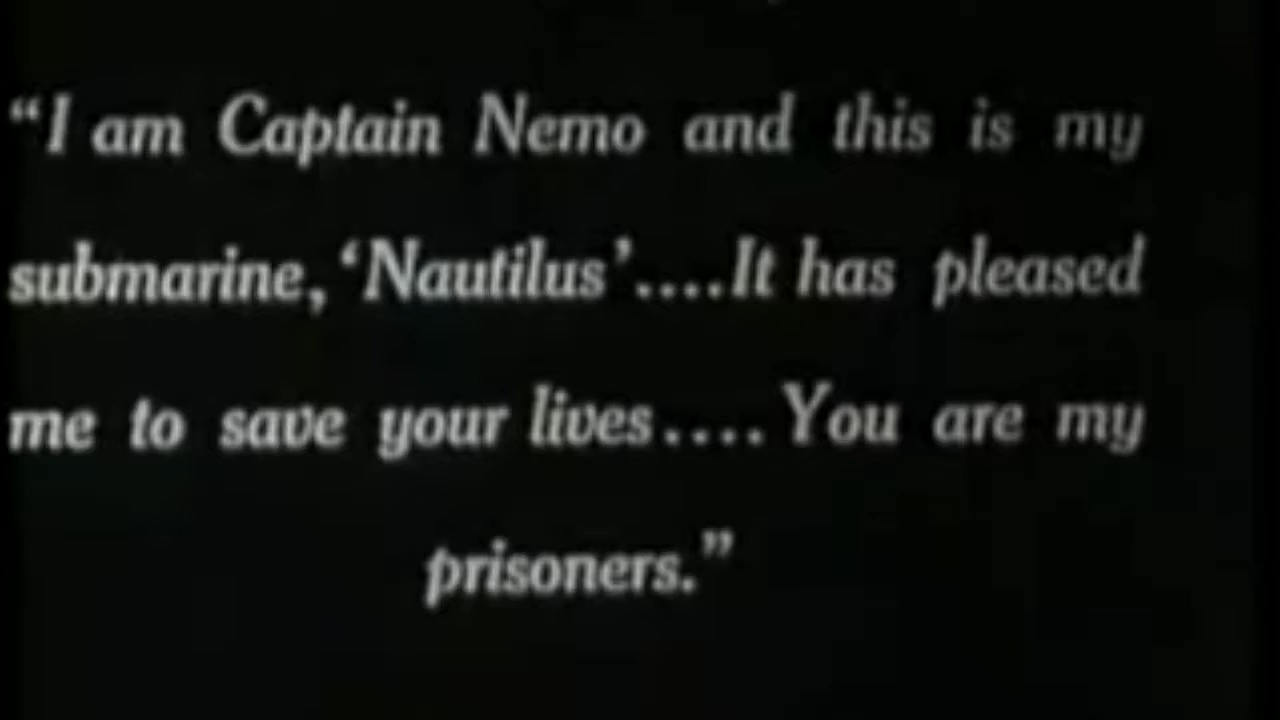 “I am Captain Nemo and this is my
submarine, ‘Nautilus’....It has pleased
me to save your lives.... You are my
prisoners.”